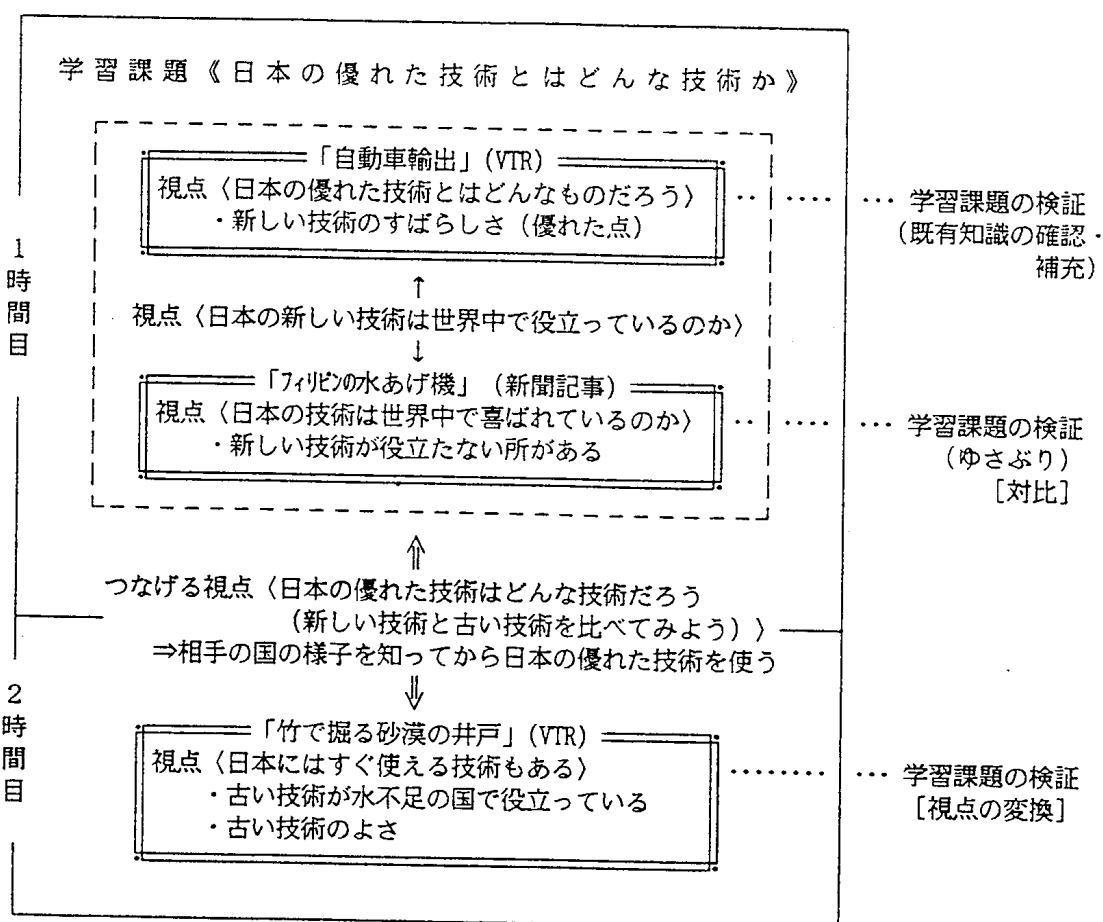 学習課題《日本の優れた技術とはどんな技術か》
1時間目
「自動車輸出」(VTR)
視点〈日本の優れた技術とはどんなものだろう〉
・新しい技術のすばらしさ(優れた点)
‥ ‥‥ … 学習課題の検証
(既有知識の確認・
補充)
↑
視点〈日本の新しい技術は世界中で役立っているのか〉
↓
「フィリピンの水あげ機」(新聞記事)
視点〈日本の技術は世界中で喜ばれているのか〉
・新しい技術が役立たない所がある
‥ ‥‥ … 学習課題の検証
(ゆさぶり)
[対比]
⇑
つなげる視点〈日本の優れた技術はどんな技術だろう
(新しい技術と古い技術を比べてみよう)〉
⇒相手の国の様子を知ってから日本の優れた技術を使う
⇓
2時間目
「竹で掘る砂漠の井戸」(VTR)
視点〈日本にはすぐ使える技術もある〉
・古い技術が水不足の国で役立っている
・古い技術のよさ
‥‥‥‥ … 学習課題の検証
[視点の変換]